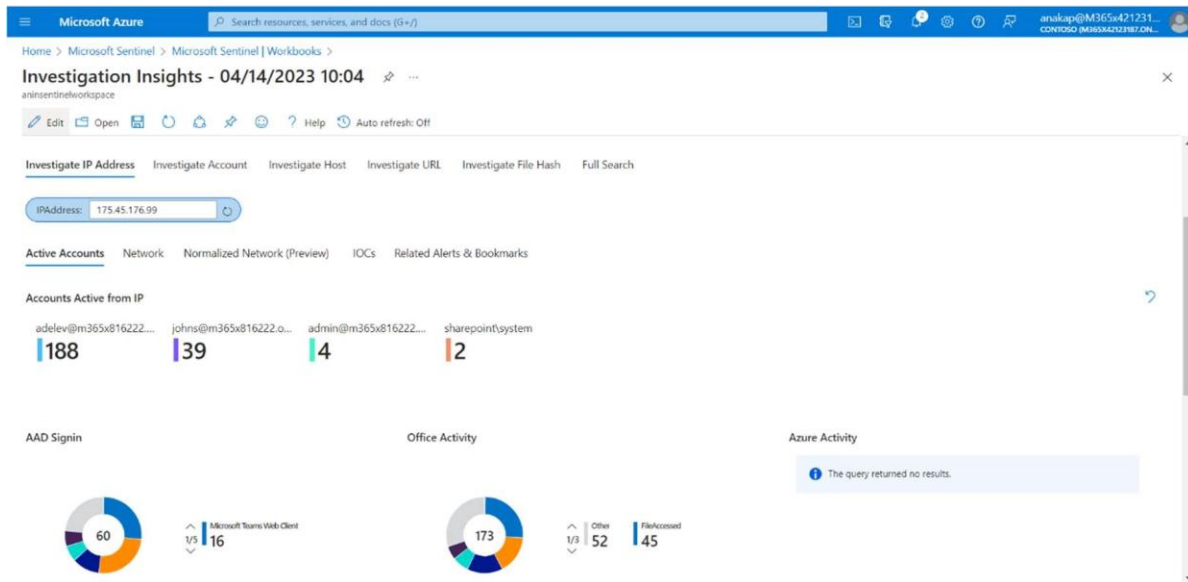 Microsoft Azure
Search resources, services, and docs (G+/)
2
anakap@M365x421231...
CONTOSO (M365X42123187.ON...
Home > Microsoft Sentinel > Microsoft Sentinel | Workbooks >
Investigation Insights - 04/14/2023 10:04
aninsentinelworkspace
Edit Open Help Auto refresh: Off
Investigate IP Address Investigate Account Investigate Host Investigate URL Investigate File Hash Full Search
IPAddress: 175.45.176.99
Active Accounts Network Normalized Network (Preview) IOCs Related Alerts & Bookmarks
Accounts Active from IP
adelev@m365x816222.... johns@m365x816222.o... admin@m365x816222.... sharepoint\system
188 39 4 2
AAD Signin Office Activity Azure Activity
The query returned no results.
60 1/5 Microsoft Teams Web Client 16
173 1/3 Other 52 FileAccessed 45